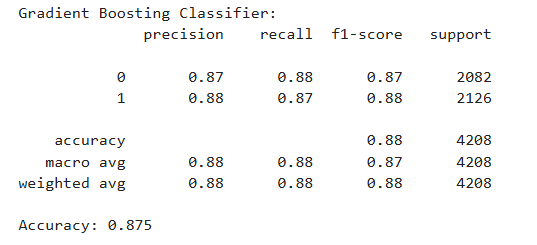 Gradient Boosting Classifier:
precision recall f1-score support
0 0.87 0.88 0.87 2082
1 0.88 0.87 0.88 2126
accuracy 0.88 4208
macro avg 0.88 0.88 0.87 4208
weighted avg 0.88 0.88 0.88 4208
Accuracy: 0.875